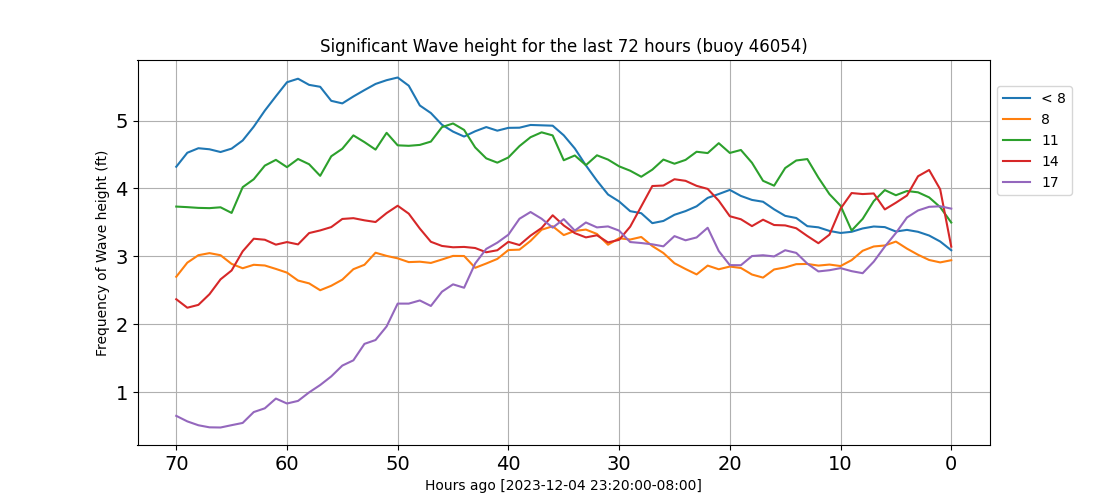 Significant Wave height for the last 72 hours (buoy 46054)
Frequency of Wave height (ft)
5
4
3
2
1
70 60 50 40 30 20 10 0
Hours ago [2023-12-04 23:20:00-08:00]
< 8
8
11
14
17